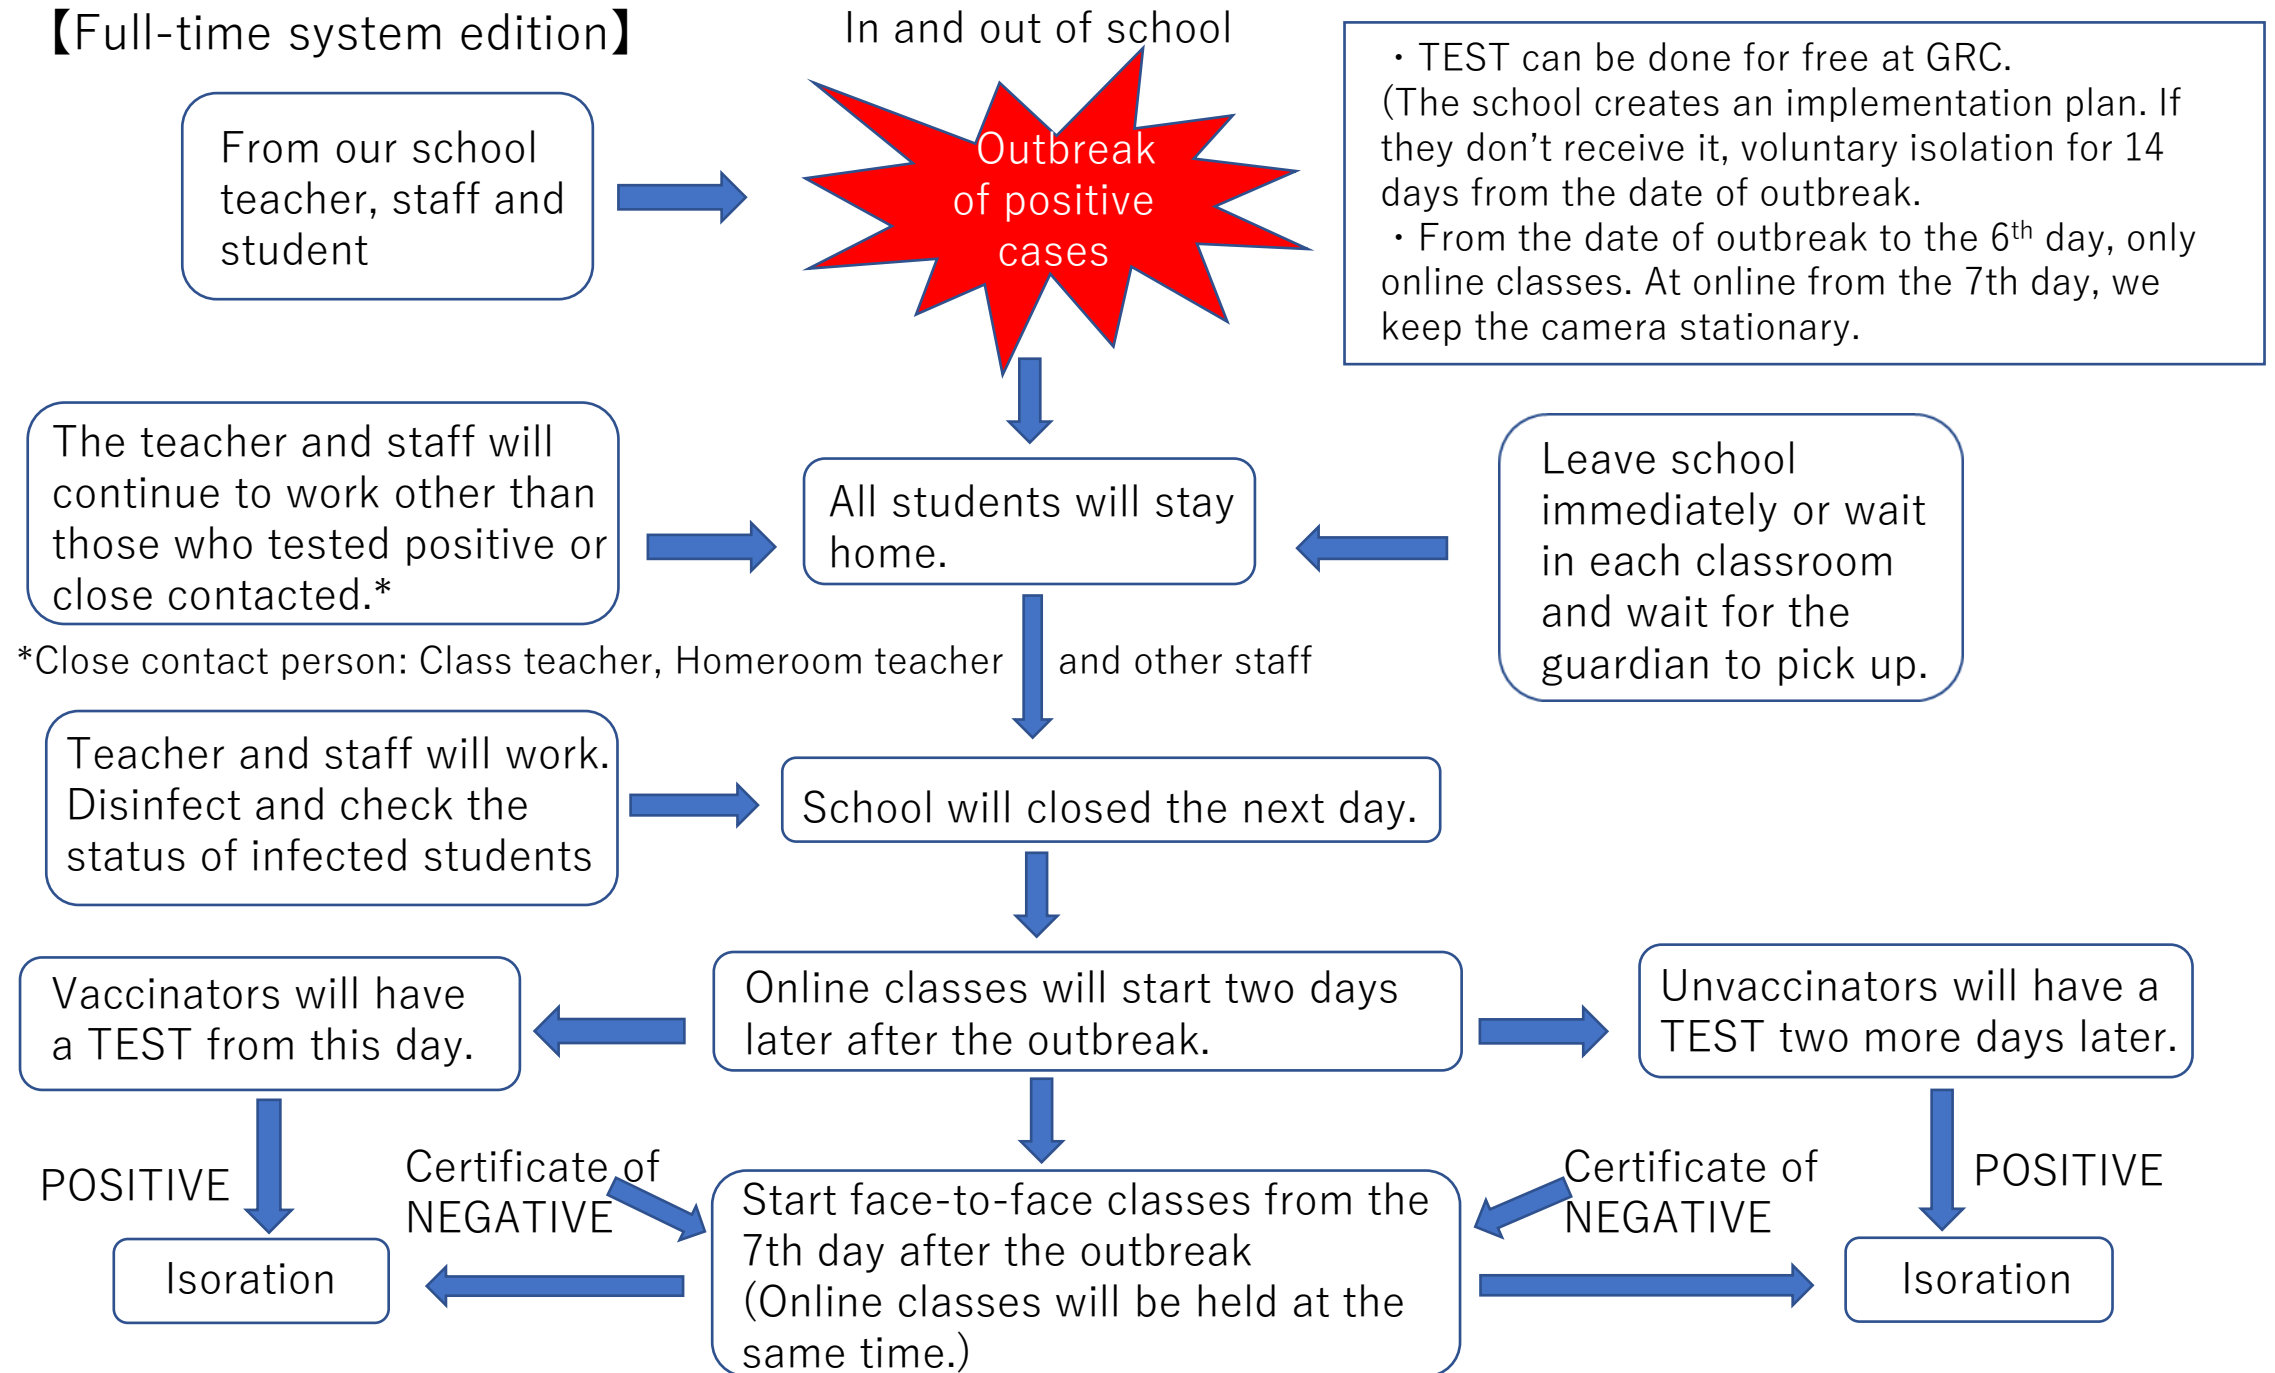 【Full-time system edition】
In and out of school
From our school
teacher, staff and
student
Outbreak
of positive
cases
・TEST can be done for free at GRC.
(The school creates an implementation plan. If
they don’t receive it, voluntary isolation for 14
days from the date of outbreak.
・From the date of outbreak to the 6th day, only
online classes. At online from the 7th day, we
keep the camera stationary.
The teacher and staff will
continue to work other than
those who tested positive or
close contacted.*
All students will stay
home.
Leave school
immediately or wait
in each classroom
and wait for the
guardian to pick up.
*Close contact person: Class teacher, Homeroom teacher and other staff
Teacher and staff will work.
Disinfect and check the
status of infected students
School will closed the next day.
Vaccinators will have
a TEST from this day.
Online classes will start two days
later after the outbreak.
Unvaccinators will have a
TEST two more days later.
POSITIVE
Certificate of
NEGATIVE
Certificate of
NEGATIVE
POSITIVE
Isoration
Start face-to-face classes from the
7th day after the outbreak
(Online classes will be held at the
same time.)
Isoration